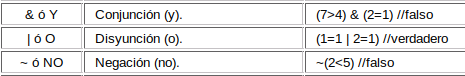 & ó Y Conjunción (y). (7>4) & (2=1) //falso
| ó O Disyunción (o). (1=1 | 2=1) //verdadero
~ ó NO Negación (no). ~(2<5) //falso